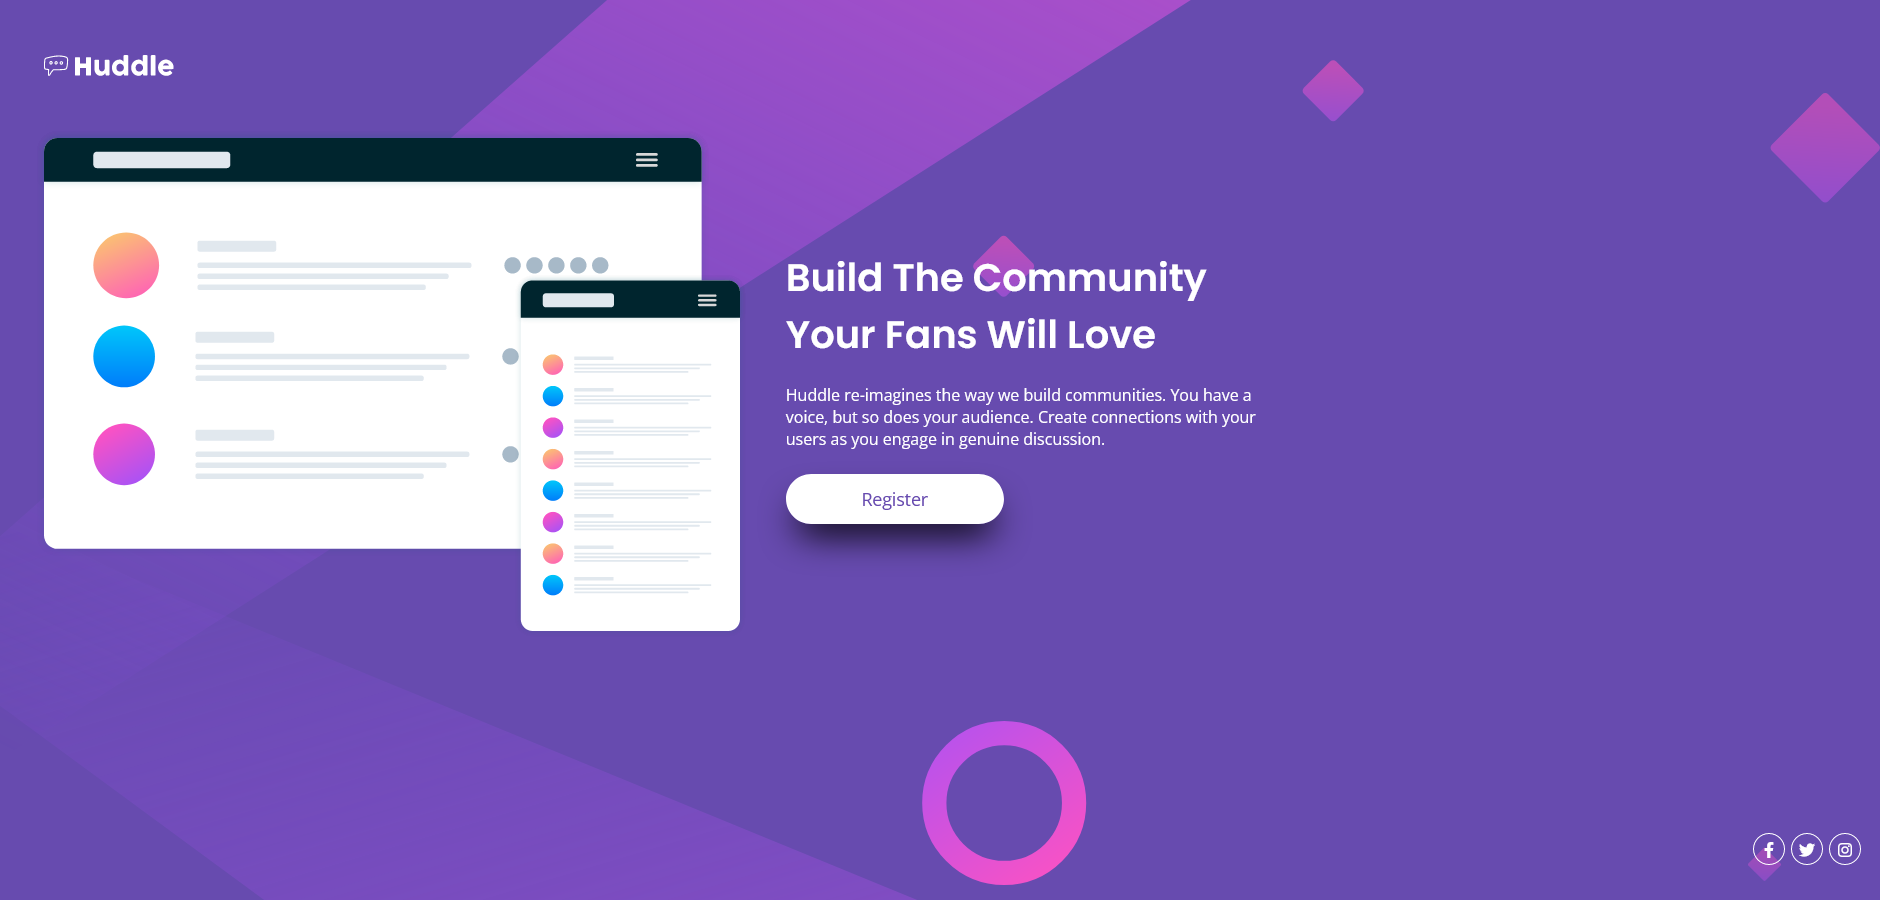 Huddle
Build The Community
Your Fans Will Love
Huddle re-imagines the way we build communities. You have a
voice, but so does your audience. Create connections with your
users as you engage in genuine discussion.
Register